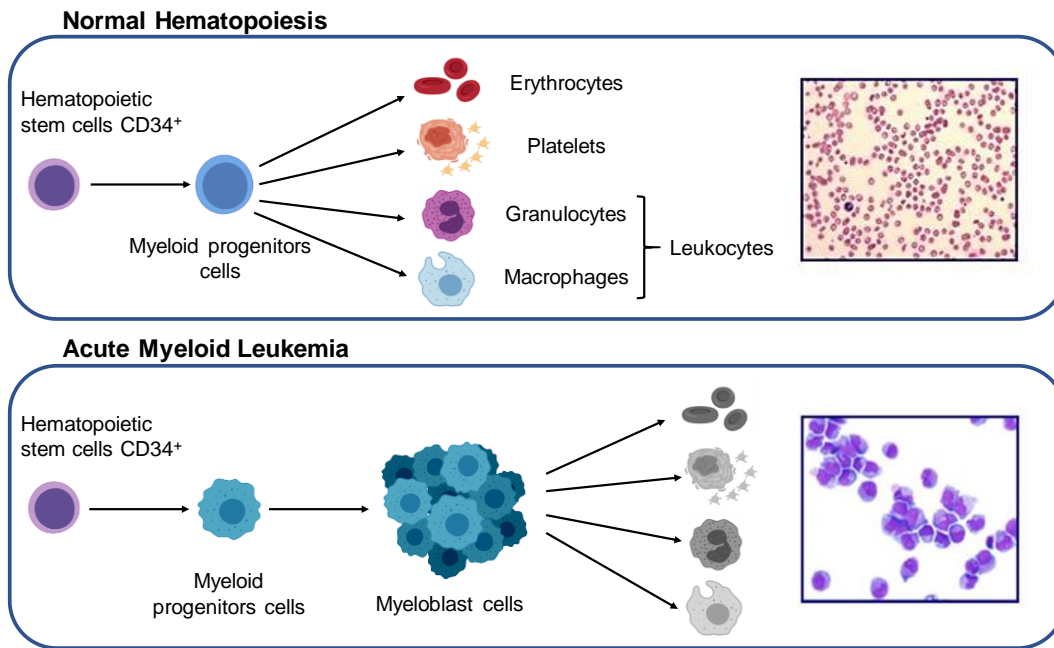 Normal Hematopoiesis
Hematopoietic
stem cells CD34⁺
Myeloid progenitors
cells
Erythrocytes
Platelets
Granulocytes
Macrophages
Leukocytes
Acute Myeloid Leukemia
Hematopoietic
stem cells CD34⁺
Myeloid
progenitors cells
Myeloblast cells